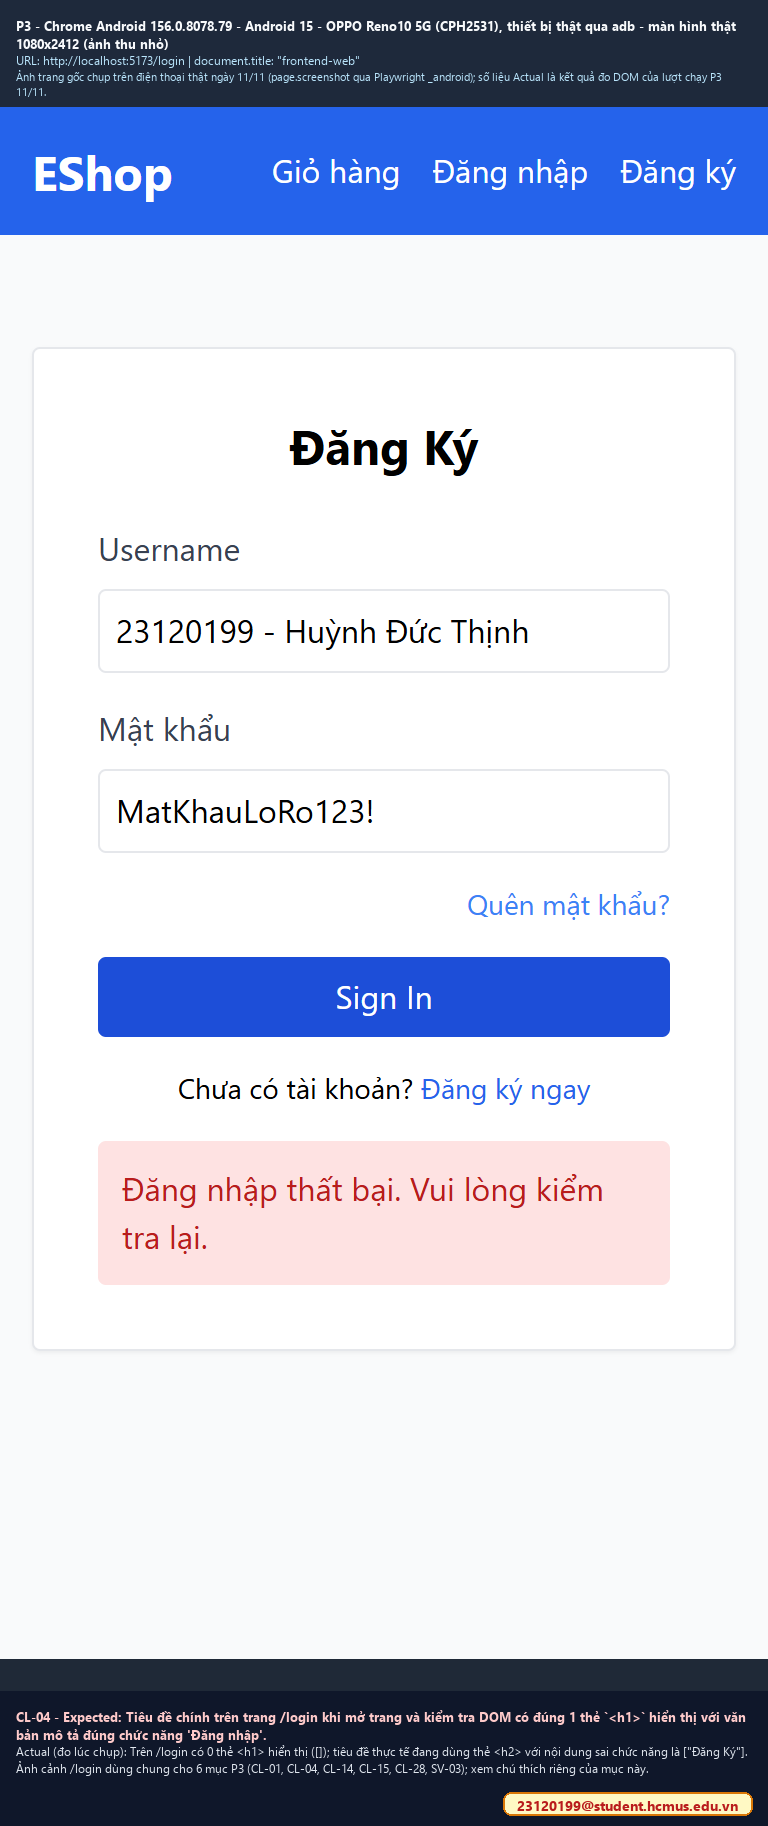 P3 - Chrome Android 156.0.8078.79 - Android 15 - OPPO Reno10 5G (CPH2531), thiết bị thật qua adb - màn hình thật
1080x2412 (ảnh thu nhỏ)
URL: http://localhost:5173/login | document.title: "frontend-web"
Ảnh trang gốc chụp trên điện thoại thật ngày 11/11 (page.screenshot qua Playwright _android); số liệu Actual là kết quả đo DOM của lượt chạy P3
11/11.
EShop
Giỏ hàng
Đăng nhập
Đăng ký
Đăng Ký
Username
23120199 - Huỳnh Đức Thịnh
Mật khẩu
MatKhauLoRo123!
Quên mật khẩu?
Sign In
Chưa có tài khoản? Đăng ký ngay
Đăng nhập thất bại. Vui lòng kiểm
tra lại.
CL-04 - Expected: Tiêu đề chính trên trang /login khi mở trang và kiểm tra DOM có đúng 1 thẻ `<h1>` hiển thị với văn
bản mô tả đúng chức năng 'Đăng nhập'.
Actual (đo lúc chụp): Trên /login có 0 thẻ <h1> hiển thị ([]); tiêu đề thực tế đang dùng thẻ <h2> với nội dung sai chức năng là ["Đăng Ký"].
Ảnh cảnh /login dùng chung cho 6 mục P3 (CL-01, CL-04, CL-14, CL-15, CL-28, SV-03); xem chú thích riêng của mục này.
23120199@student.hcmus.edu.vn